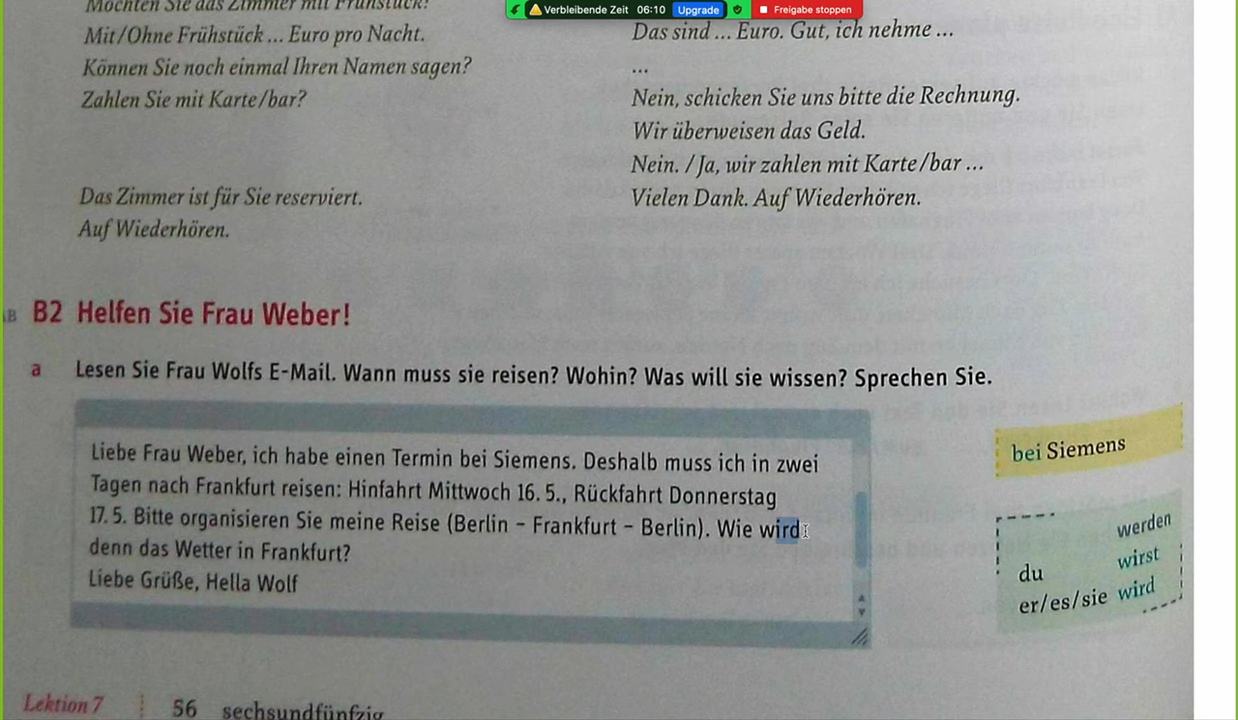 Verbleibende Zeit 06:10 Upgrade Freigabe stoppen
Möchten Sie das Zimmer mit Frühstück?
Mit/Ohne Frühstück ... Euro pro Nacht.
Das sind ... Euro. Gut, ich nehme ...
Können Sie noch einmal Ihren Namen sagen?
...
Zahlen Sie mit Karte/bar?
Nein, schicken Sie uns bitte die Rechnung.
Wir überweisen das Geld.
Nein. / Ja, wir zahlen mit Karte/bar ...
Das Zimmer ist für Sie reserviert.
Vielen Dank. Auf Wiederhören.
Auf Wiederhören.
AB B2 Helfen Sie Frau Weber!
a Lesen Sie Frau Wolfs E-Mail. Wann muss sie reisen? Wohin? Was will sie wissen? Sprechen Sie.
Liebe Frau Weber, ich habe einen Termin bei Siemens. Deshalb muss ich in zwei
Tagen nach Frankfurt reisen: Hinfahrt Mittwoch 16. 5., Rückfahrt Donnerstag
17. 5. Bitte organisieren Sie meine Reise (Berlin – Frankfurt – Berlin). Wie wird
denn das Wetter in Frankfurt?
Liebe Grüße, Hella Wolf
bei Siemens
werden
du wirst
er/es/sie wird
Lektion 7 56 sechsundfünfzig